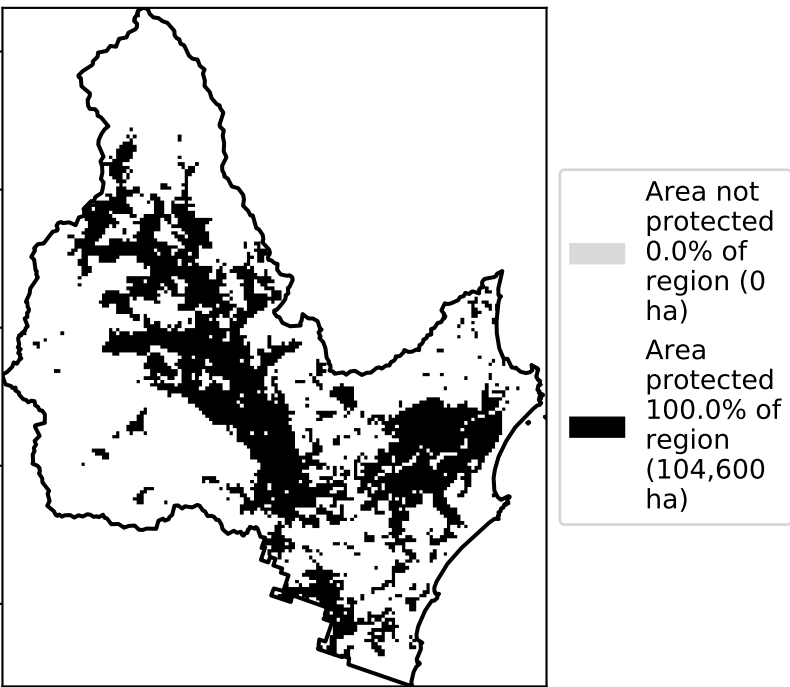 Area not
protected
0.0% of
region (0
ha)
Area
protected
100.0% of
region
(104,600
ha)